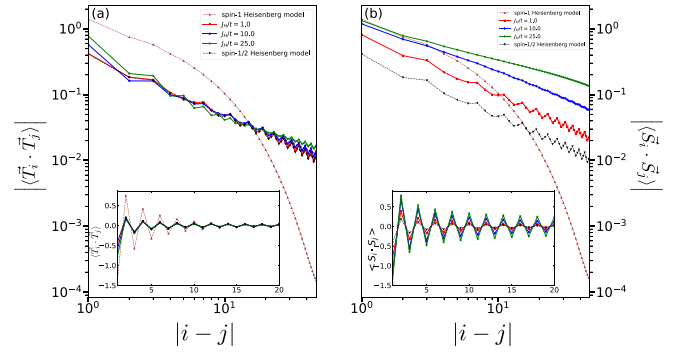 (a)
spin-1 Heisenberg model
J_H/t = 1.0
J_H/t = 10.0
J_H/t = 25.0
10^0
10^-1
10^-2
10^-3
10^-4
|⟨T⃗_i · T⃗_j⟩|
0.5
0.0
−0.5
−1.0
−1.5
5
10
15
20
⟨T⃗_i · T⃗_j⟩
10^0
10^1
|i − j|
(b)
spin-1 Heisenberg model
J_H/t = 1.0
J_H/t = 10.0
J_H/t = 25.0
spin-1/2 Heisenberg model
10^0
10^-1
10^-2
10^-3
10^-4
|⟨S⃗_i · S⃗_j⟩|
0.5
0.0
−0.5
−1.0
−1.5
5
10
15
20
< S⃗_i · S⃗_j >
10^0
10^1
|i − j|